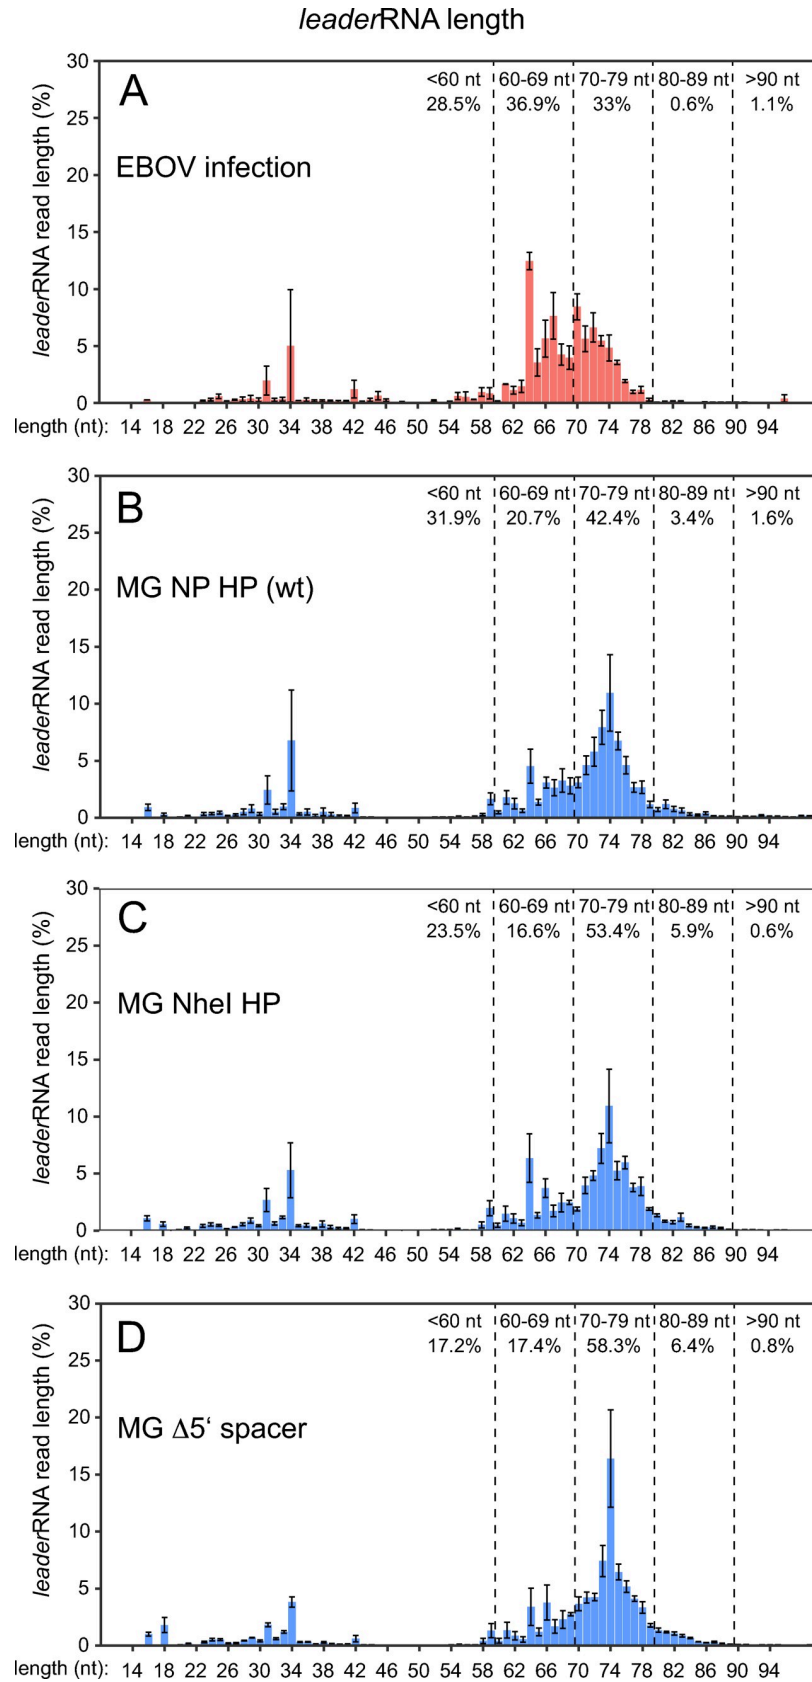 leaderRNA length
A
EBOV infection
<60 nt 60-69 nt 70-79 nt 80-89 nt >90 nt
28.5% 36.9% 33% 0.6% 1.1%
leaderRNA read length (%)
30
25
20
15
10
5
0
length (nt): 14 18 22 26 30 34 38 42 46 50 54 58 62 66 70 74 78 82 86 90 94
B
MG NP HP (wt)
<60 nt 60-69 nt 70-79 nt 80-89 nt >90 nt
31.9% 20.7% 42.4% 3.4% 1.6%
leaderRNA read length (%)
30
25
20
15
10
5
0
length (nt): 14 18 22 26 30 34 38 42 46 50 54 58 62 66 70 74 78 82 86 90 94
C
MG NheI HP
<60 nt 60-69 nt 70-79 nt 80-89 nt >90 nt
23.5% 16.6% 53.4% 5.9% 0.6%
leaderRNA read length (%)
30
25
20
15
10
5
0
length (nt): 14 18 22 26 30 34 38 42 46 50 54 58 62 66 70 74 78 82 86 90 94
D
MG Δ5‘ spacer
<60 nt 60-69 nt 70-79 nt 80-89 nt >90 nt
17.2% 17.4% 58.3% 6.4% 0.8%
leaderRNA read length (%)
30
25
20
15
10
5
0
length (nt): 14 18 22 26 30 34 38 42 46 50 54 58 62 66 70 74 78 82 86 90 94